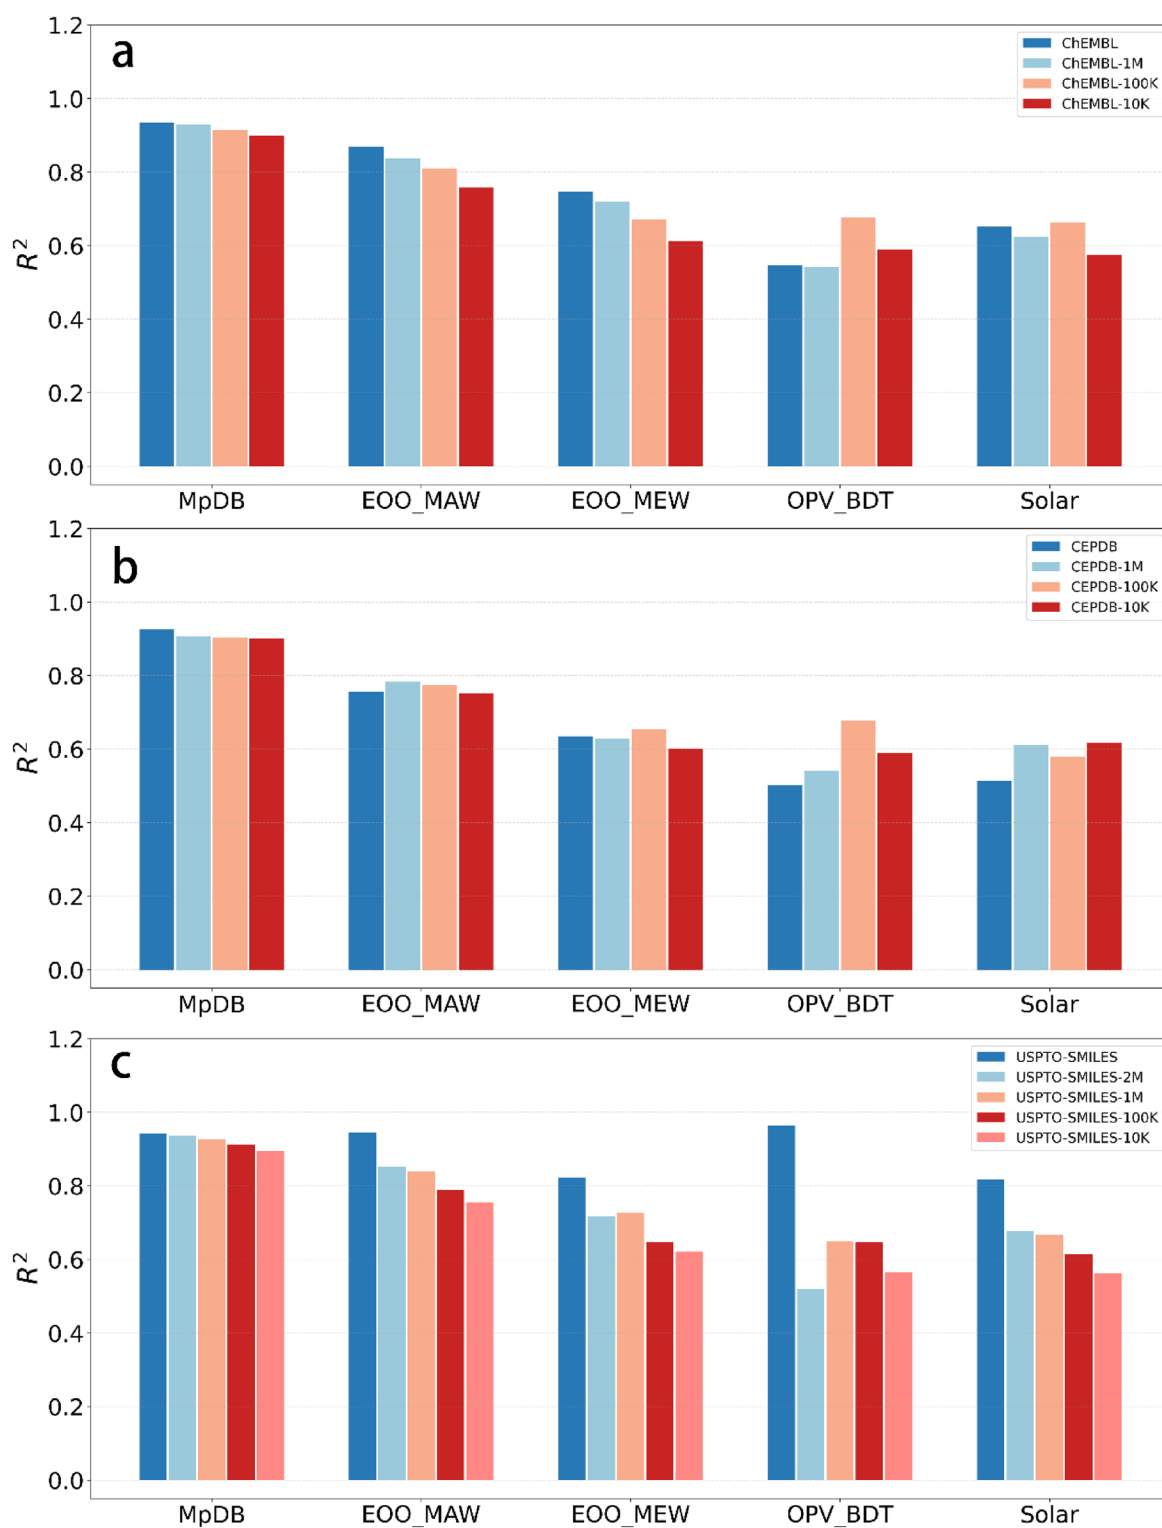 a
ChEMBL
ChEMBL-1M
ChEMBL-100K
ChEMBL-10K
1.2
1.0
0.8
0.6
0.4
0.2
0.0
R²
MpDB EOO_MAW EOO_MEW OPV_BDT Solar
b
CEPDB
CEPDB-1M
CEPDB-100K
CEPDB-10K
1.2
1.0
0.8
0.6
0.4
0.2
0.0
R²
MpDB EOO_MAW EOO_MEW OPV_BDT Solar
c
USPTO-SMILES
USPTO-SMILES-2M
USPTO-SMILES-1M
USPTO-SMILES-100K
USPTO-SMILES-10K
1.2
1.0
0.8
0.6
0.4
0.2
0.0
R²
MpDB EOO_MAW EOO_MEW OPV_BDT Solar